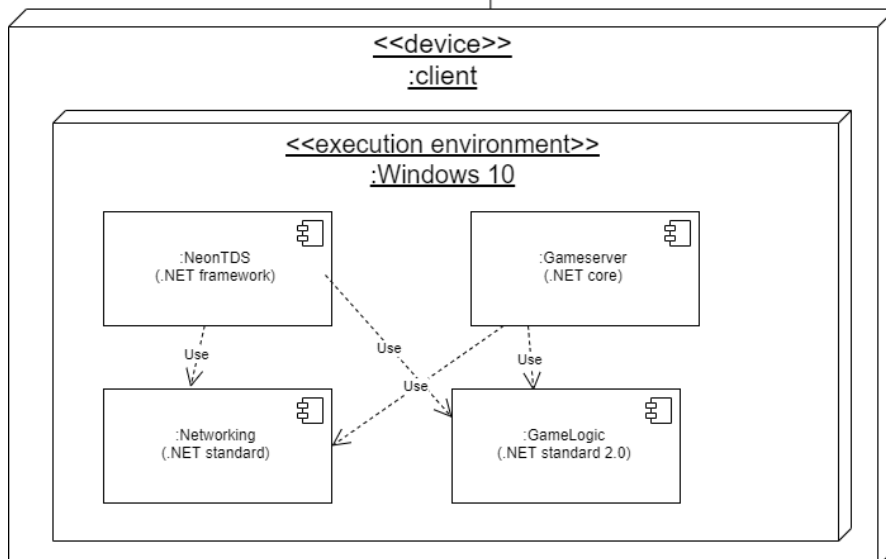 <<device>>
:client
<<execution environment>>
:Windows 10
:NeonTDS
(.NET framework)
:Gameserver
(.NET core)
Use
Use
Use
Use
:Networking
(.NET standard)
:GameLogic
(.NET standard 2.0)